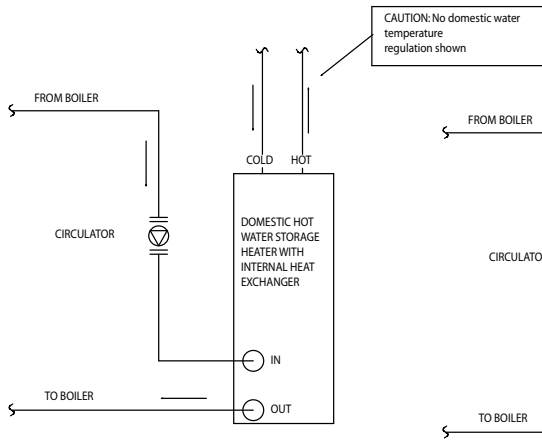 CAUTION: No domestic water
temperature
regulation shown
FROM BOILER
FROM BOILER
COLD
HOT
CIRCULATOR
DOMESTIC HOT
WATER STORAGE
HEATER WITH
INTERNAL HEAT
EXCHANGER
CIRCULATO
IN
TO BOILER
OUT
TO BOILER